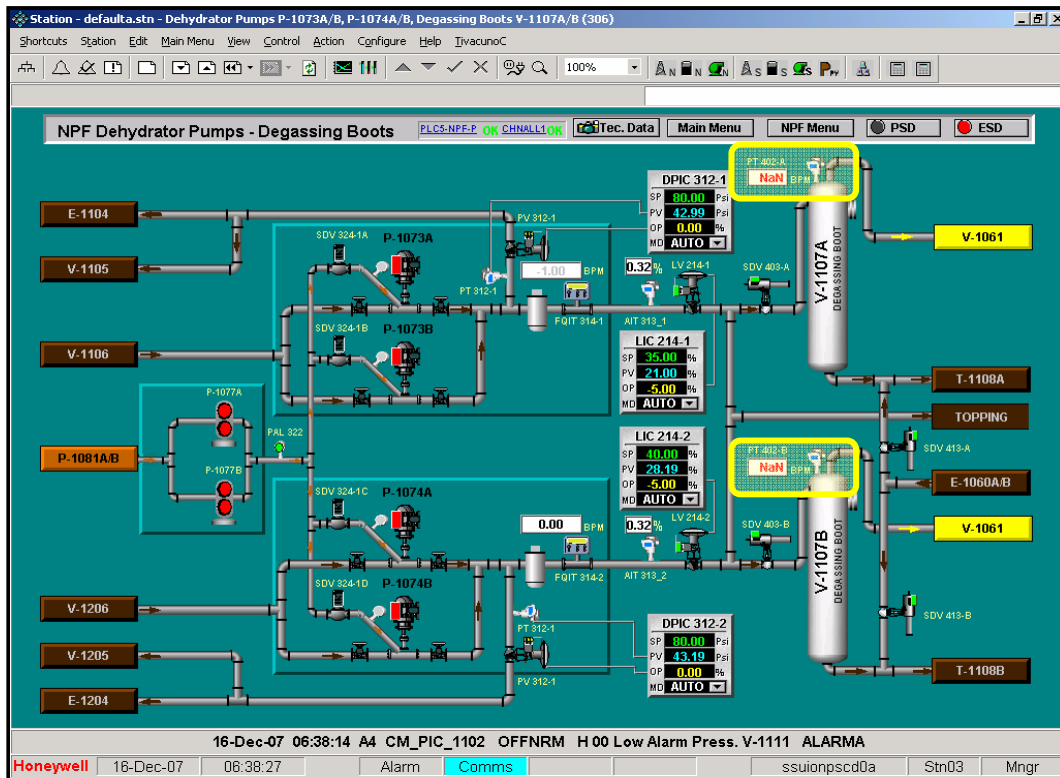 Station - defaulta.stn - Dehydrator Pumps P-1073A/B, P-1074A/B, Degassing Boots V-1107A/B (306)
Shortcuts Station Edit Main Menu View Control Action Configure Help TivacunoC
100% N N N S S S P PV
NPF Dehydrator Pumps - Degassing Boots PLC5-NPF-P OK CHNALL1 OK Tec. Data Main Menu NPF Menu PSD ESD
PT 402-A
NaN BPM
DPIC 312-1
SP 80.00 Psi
PV 42.99 Psi
OP 0.00 %
MD AUTO
E-1104
V-1105
V-1106
P-1081A/B
V-1206
V-1205
E-1204
SDV 324-1A P-1073A
SDV 324-1B P-1073B
PV 312-1
PT 312-1
-1.00 BPM
FQIT 314-1
0.32 %
AIT 313_1
LV 214-1
SDV 403-A
V-1107A
DEGASSING BOOT
V-1061
LIC 214-1
SP 35.00 %
PV 21.00 %
OP -5.00 %
MD AUTO
T-1108A
TOPPING
P-1077A
P-1077B
PAL 322
LIC 214-2
SP 40.00 %
PV 28.19 %
OP -5.00 %
MD AUTO
PT 402-B
NaN BPM
SDV 413-A
E-1060A/B
V-1061
SDV 324-1C P-1074A
SDV 324-1D P-1074B
0.00 BPM
FQIT 314-2
0.32 %
AIT 313_2
LV 214-2
SDV 403-B
V-1107B
DEGASSING BOOT
SDV 413-B
PT 312-1
PV 312-1
DPIC 312-2
SP 80.00 Psi
PV 43.19 Psi
OP 0.00 %
MD AUTO
T-1108B
16-Dec-07 06:38:14 A4 CM_PIC_1102 OFFNRM H 00 Low Alarm Press. V-1111 ALARMA
Honeywell 16-Dec-07 06:38:27 Alarm Comms ssuionpscd0a Stn03 Mngr